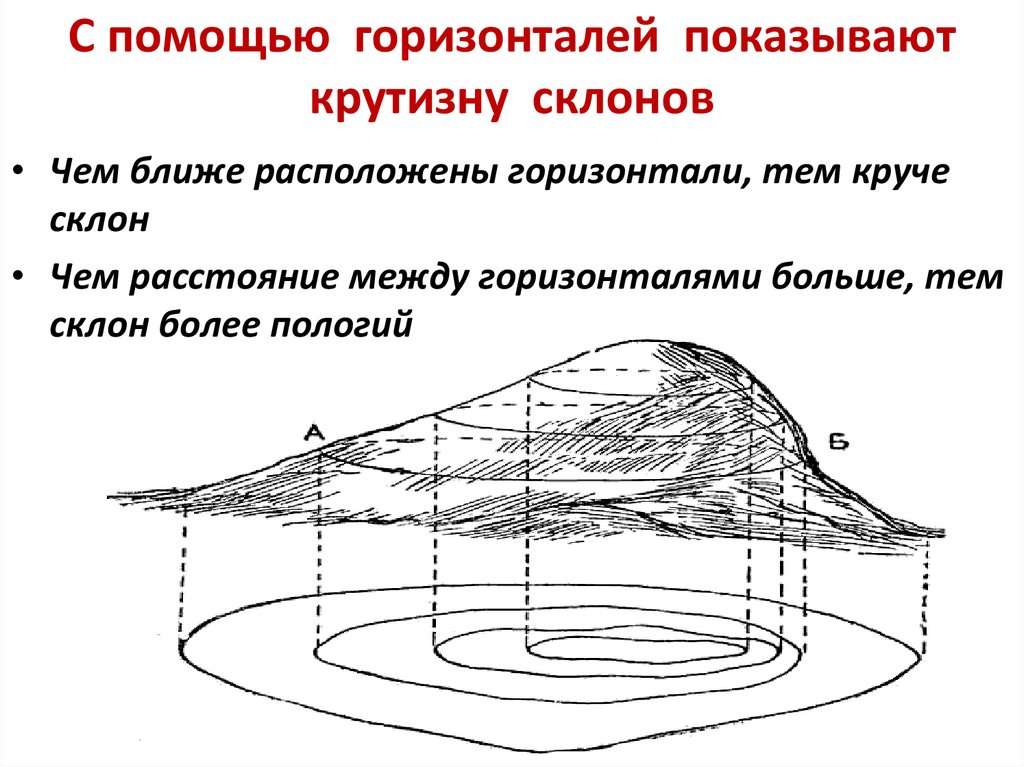 С помощью горизонталей показывают
крутизну склонов
• Чем ближе расположены горизонтали, тем круче
склон
• Чем расстояние между горизонталями больше, тем
склон более пологий
А
Б